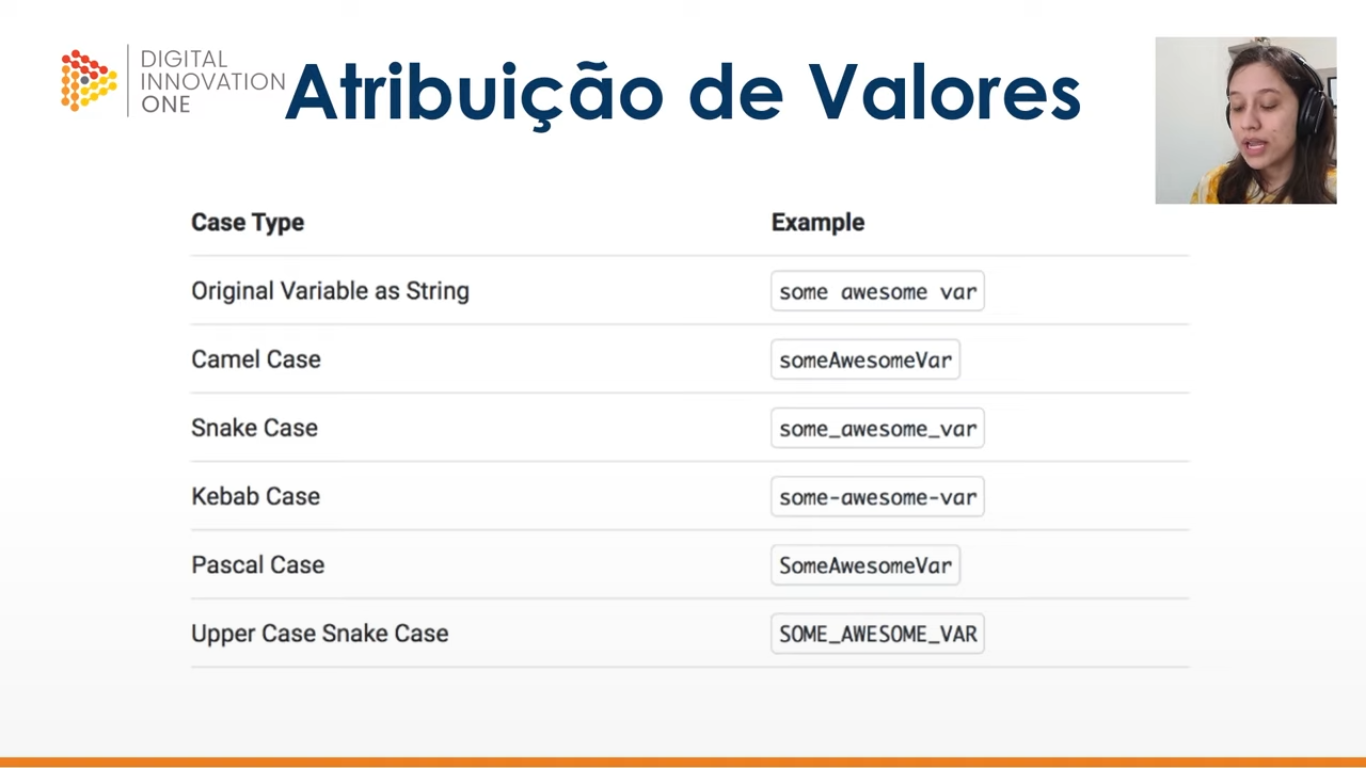 DIGITAL
INNOVATION
ONE
Atribuição de Valores
Case Type Example
Original Variable as String some awesome var
Camel Case someAwesomeVar
Snake Case some_awesome_var
Kebab Case some-awesome-var
Pascal Case SomeAwesomeVar
Upper Case Snake Case SOME_AWESOME_VAR